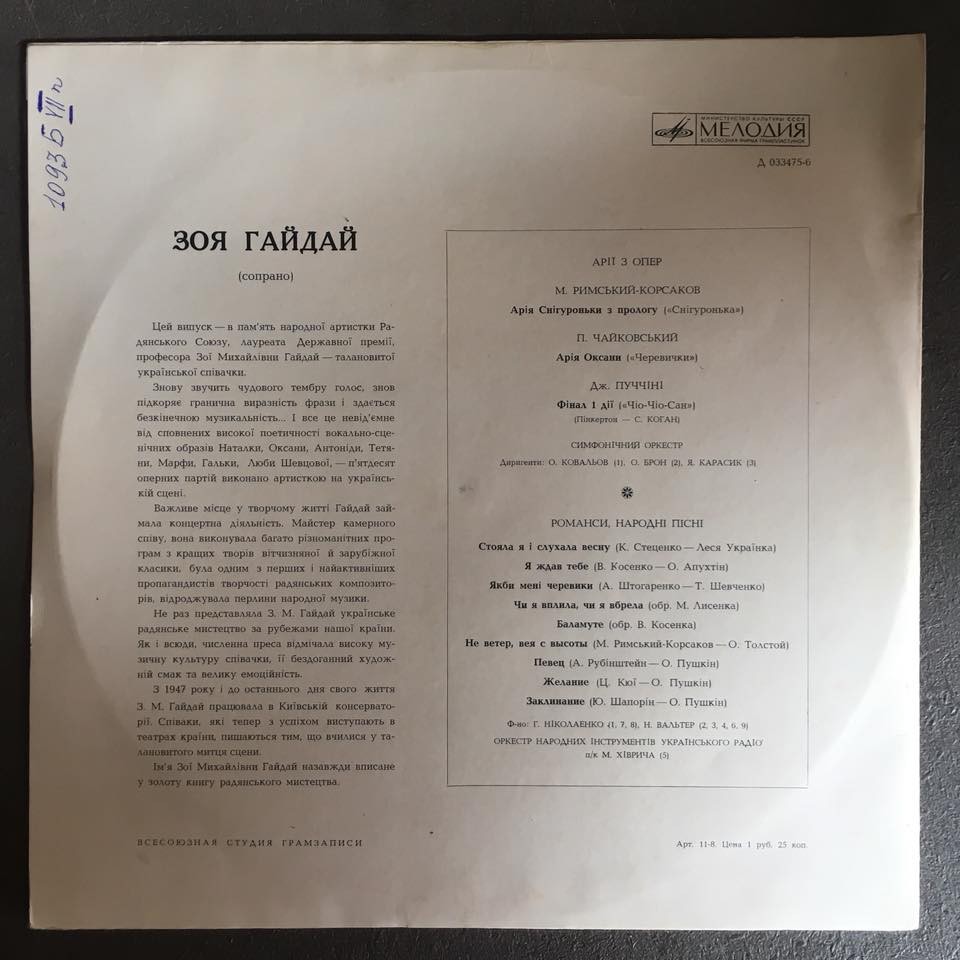 1093 Б VII п
МИНИСТЕРСТВО КУЛЬТУРЫ СССР
МЕЛОДИЯ
ВСЕСОЮЗНАЯ ФИРМА ГРАМПЛАСТИНОК
Д 033475-6
ЗОЯ ГАЙДАЙ
(сопрано)
Цей випуск — в пам'ять народної артистки Ра-
дянського Союзу, лауреата Державної премії,
професора Зої Михайлівни Гайдай — талановитої
української співачки.
Знову звучить чудового тембру голос, знов
підкоряє гранична виразність фрази і здається
безкінечною музикальність... І все це невід'ємне
від сповнених високої поетичності вокально-сце-
нічних образів Наталки, Оксани, Антоніди, Тетя-
ни, Марфи, Гальки, Люби Шевцової, — п'ятдесят
оперних партій виконано артисткою на українсь-
кій сцені.
Важливе місце у творчому житті Гайдай зай-
мала концертна діяльність. Майстер камерного
співу, вона виконувала багато різноманітних про-
грам з кращих творів вітчизняної й зарубіжної
класики, була одним з перших і найактивніших
пропагандистів творчості радянських композито-
рів, відроджувала перлини народної музики.
Не раз представляла З. М. Гайдай українське
радянське мистецтво за рубежами нашої країни.
Як і всюди, численна преса відмічала високу му-
зичну культуру співачки, її бездоганний худож-
ній смак та велику емоційність.
З 1947 року і до останнього дня свого життя
З. М. Гайдай працювала в Київській консервато-
рії. Співаки, які тепер з успіхом виступають в
театрах країни, пишаються тим, що вчилися у та-
лановитого митця сцени.
Ім'я Зої Михайлівни Гайдай назавжди вписане
у золоту книгу радянського мистецтва.
АРІЇ З ОПЕР
М. РИМСЬКИЙ-КОРСАКОВ
Арія Снігуроньки з прологу («Снігуронька»)
П. ЧАЙКОВСЬКИЙ
Арія Оксани («Черевички»)
Дж. ПУЧЧІНІ
Фінал 1 дії («Чіо-Чіо-Сан»)
(Пінкертон — С. КОГАН)
СИМФОНІЧНИЙ ОРКЕСТР
Диригенти: О. КОВАЛЬОВ (1), О. БРОН (2), Я. КАРАСИК (3)
РОМАНСИ, НАРОДНІ ПІСНІ
Стояла я і слухала весну (К. Стеценко — Леся Українка)
Я ждав тебе (В. Косенко — О. Апухтін)
Якби мені черевики (А. Штогаренко — Т. Шевченко)
Чи я вплила, чи я вбрела (обр. М. Лисенка)
Баламуте (обр. В. Косенка)
Не ветер, вея с высоты (М. Римський-Корсаков — О. Толстой)
Певец (А. Рубінштейн — О. Пушкін)
Желание (Ц. Кюї — О. Пушкін)
Заклинание (Ю. Шапорін — О. Пушкін)
Ф-но: Г. НІКОЛАЕНКО (1, 7, 8), Н. ВАЛЬТЕР (2, 3, 4, 6, 9)
ОРКЕСТР НАРОДНИХ ІНСТРУМЕНТІВ УКРАЇНСЬКОГО РАДІО
п/к М. ХІВРИЧА (5)
ВСЕСОЮЗНАЯ СТУДИЯ ГРАМЗАПИСИ
Арт. 11-8. Цена 1 руб. 25 коп.